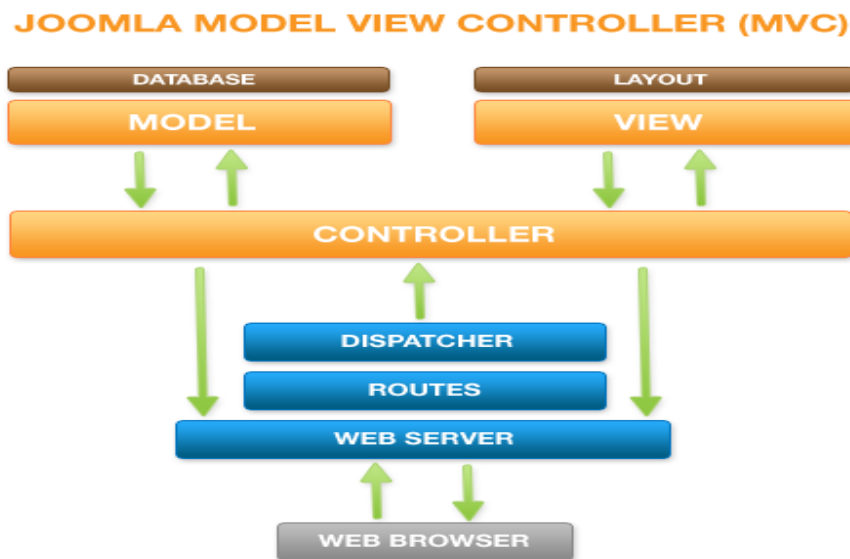 JOOMLA MODEL VIEW CONTROLLER (MVC)
DATABASE
LAYOUT
MODEL
VIEW
CONTROLLER
DISPATCHER
ROUTES
WEB SERVER
WEB BROWSER